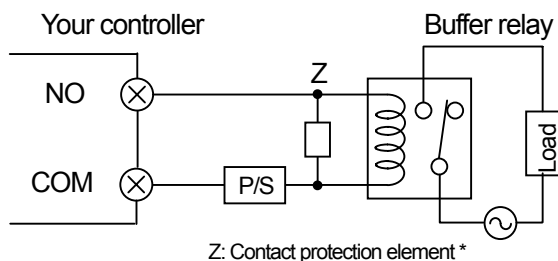 Your controller
Buffer relay
NO
Z
COM
P/S
Load
Z: Contact protection element *